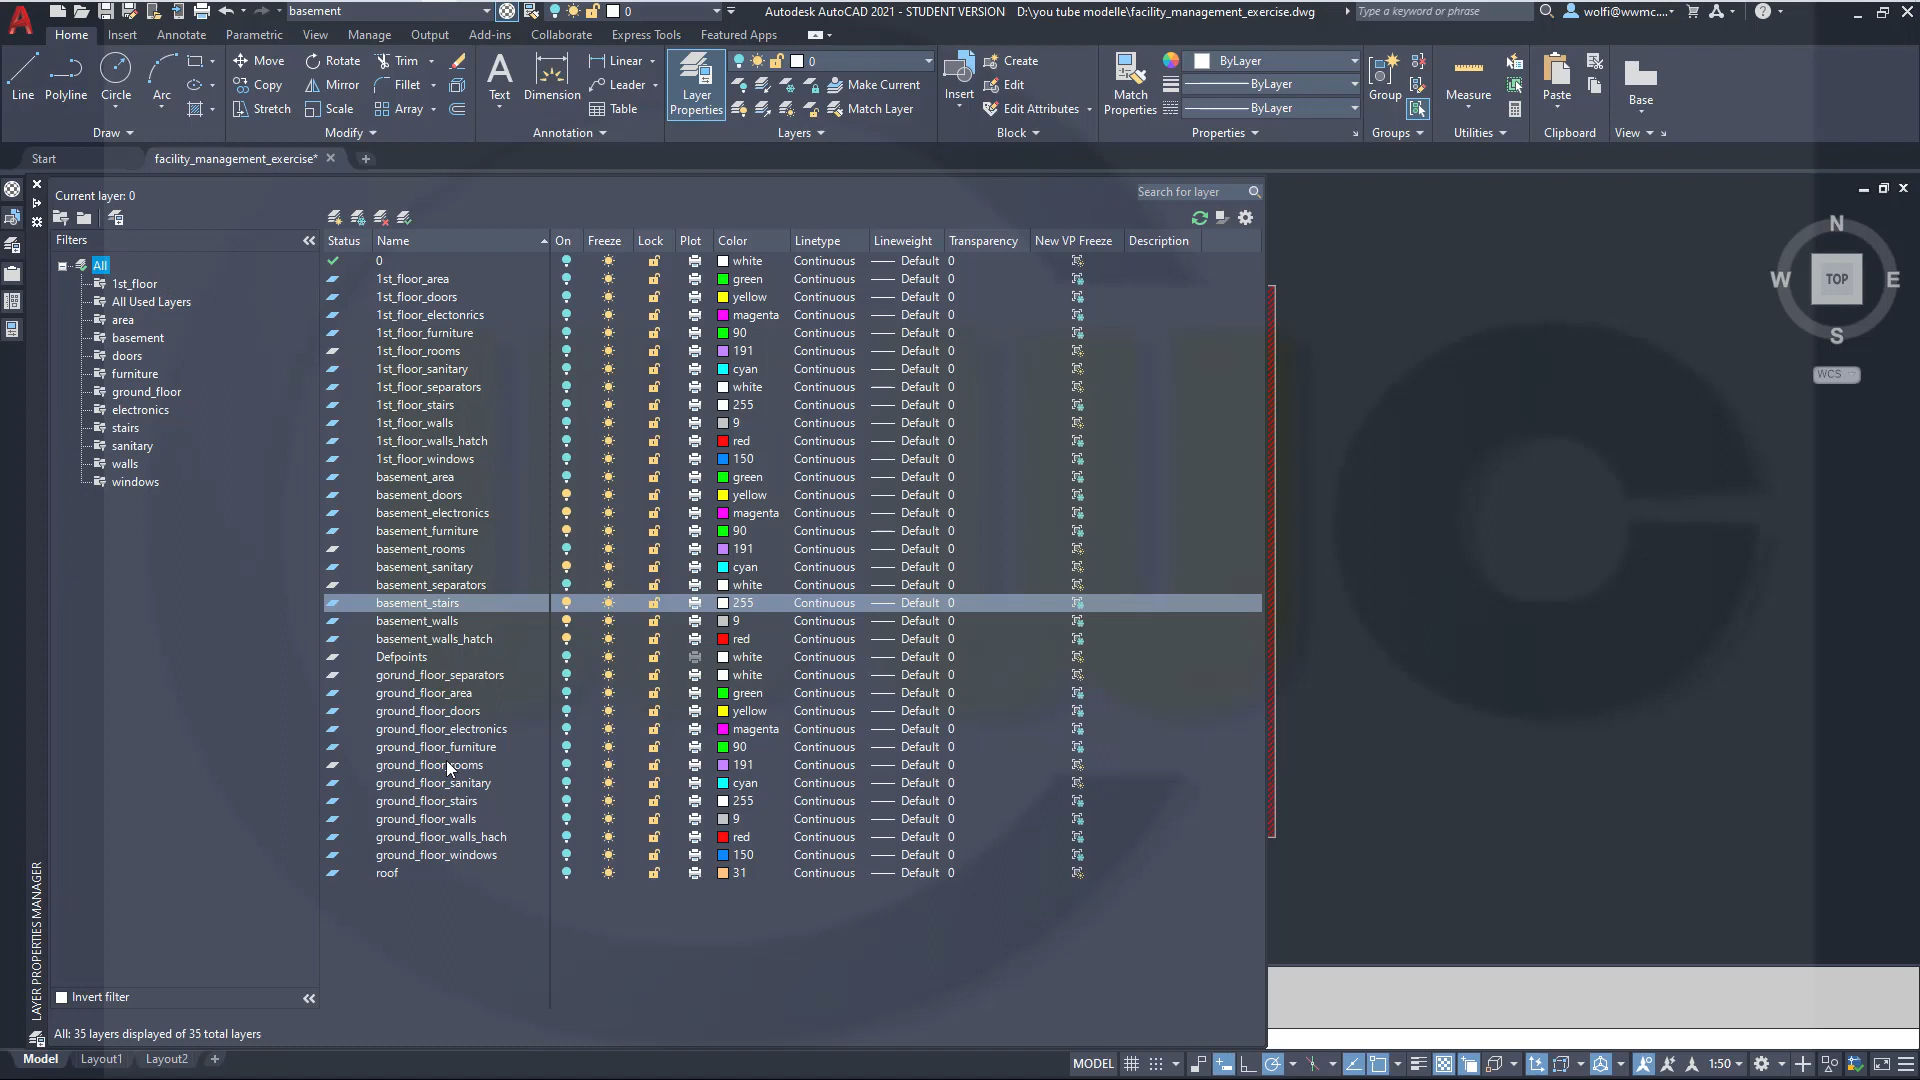 basement 0 Autodesk AutoCAD 2021 - STUDENT VERSION D:\you tube modelle\facility_management_exercise.dwg Type a keyword or phrase wolfi@wwmc....
Home Insert Annotate Parametric View Manage Output Add-ins Collaborate Express Tools Featured Apps
Line Polyline Circle Arc
Move Rotate Trim
Copy Mirror Fillet
Stretch Scale Array
Text Dimension
Linear
Leader
Table
Layer Properties
0
Make Current
Match Layer
Insert
Create
Edit
Edit Attributes
Match Properties
ByLayer
ByLayer
ByLayer
Group Measure Paste Base
Draw Modify Annotation Layers Block Properties Groups Utilities Clipboard View
Start facility_management_exercise*
Current layer: 0 Search for layer
Filters
All
1st_floor
All Used Layers
area
basement
doors
furniture
ground_floor
electronics
stairs
sanitary
walls
windows
Status Name On Freeze Lock Plot Color Linetype Lineweight Transparency New VP Freeze Description
0 white Continuous Default 0
1st_floor_area green Continuous Default 0
1st_floor_doors yellow Continuous Default 0
1st_floor_electonrics magenta Continuous Default 0
1st_floor_furniture 90 Continuous Default 0
1st_floor_rooms 191 Continuous Default 0
1st_floor_sanitary cyan Continuous Default 0
1st_floor_separators white Continuous Default 0
1st_floor_stairs 255 Continuous Default 0
1st_floor_walls 9 Continuous Default 0
1st_floor_walls_hatch red Continuous Default 0
1st_floor_windows 150 Continuous Default 0
basement_area green Continuous Default 0
basement_doors yellow Continuous Default 0
basement_electronics magenta Continuous Default 0
basement_furniture 90 Continuous Default 0
basement_rooms 191 Continuous Default 0
basement_sanitary cyan Continuous Default 0
basement_separators white Continuous Default 0
basement_stairs 255 Continuous Default 0
basement_walls 9 Continuous Default 0
basement_walls_hatch red Continuous Default 0
Defpoints white Continuous Default 0
gorund_floor_separators white Continuous Default 0
ground_floor_area green Continuous Default 0
ground_floor_doors yellow Continuous Default 0
ground_floor_electronics magenta Continuous Default 0
ground_floor_furniture 90 Continuous Default 0
ground_floor_rooms 191 Continuous Default 0
ground_floor_sanitary cyan Continuous Default 0
ground_floor_stairs 255 Continuous Default 0
ground_floor_walls 9 Continuous Default 0
ground_floor_walls_hach red Continuous Default 0
ground_floor_windows 150 Continuous Default 0
roof 31 Continuous Default 0
N
W TOP E
S
WCS
LAYER PROPERTIES MANAGER
Invert filter
All: 35 layers displayed of 35 total layers
Model Layout1 Layout2
MODEL 1:50